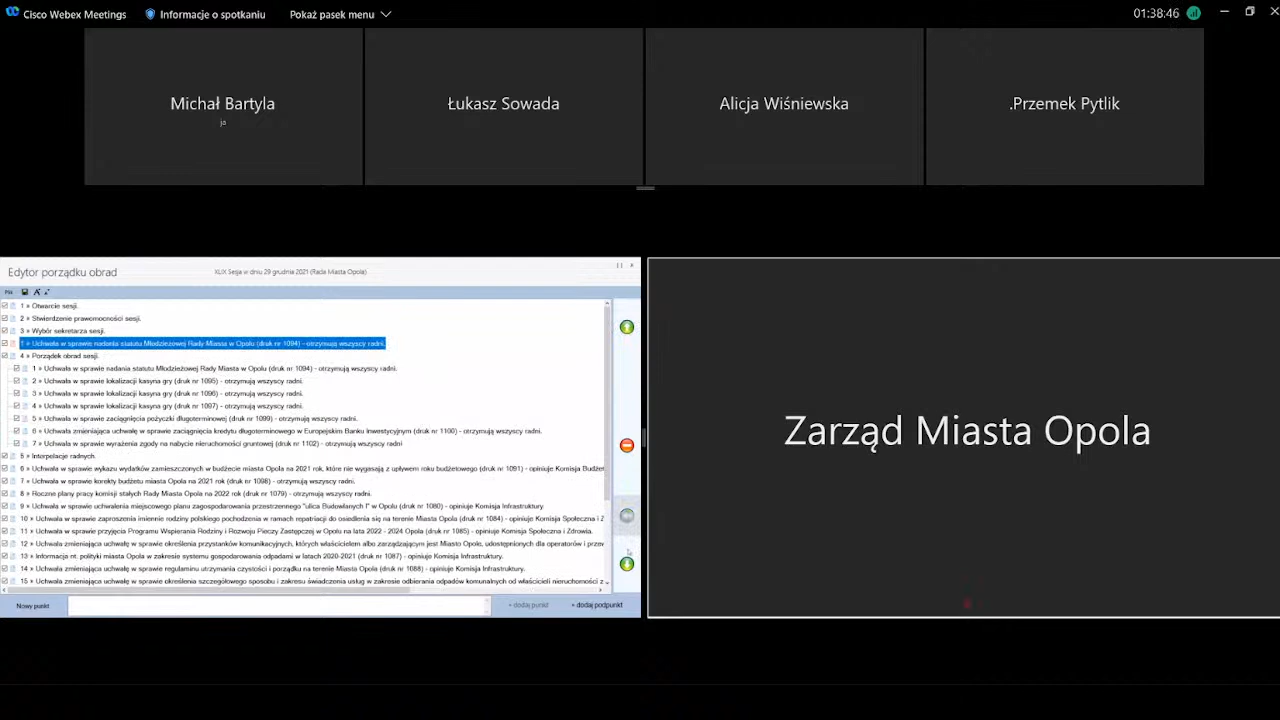 Cisco Webex Meetings
Informacje o spotkaniu
Pokaż pasek menu
01:38:46
Michał Bartyla
ja
Łukasz Sowada
Alicja Wiśniewska
.Przemek Pytlik
Edytor porządku obrad
XLIX Sesja w dniu 29 grudnia 2021 (Rada Miasta Opola)
Plik
1 » Otwarcie sesji.
2 » Stwierdzenie prawomocności sesji.
3 » Wybór sekretarza sesji.
1 » Uchwała w sprawie nadania statutu Młodzieżowej Rady Miasta w Opolu (druk nr 1094) - otrzymują wszyscy radni.
4 » Porządek obrad sesji.
1 » Uchwała w sprawie nadania statutu Młodzieżowej Rady Miasta w Opolu (druk nr 1094) - otrzymują wszyscy radni.
2 » Uchwała w sprawie lokalizacji kasyna gry (druk nr 1095) - otrzymują wszyscy radni.
3 » Uchwała w sprawie lokalizacji kasyna gry (druk nr 1096) - otrzymują wszyscy radni.
4 » Uchwała w sprawie lokalizacji kasyna gry (druk nr 1097) - otrzymują wszyscy radni.
5 » Uchwała w sprawie zaciągnięcia pożyczki długoterminowej (druk nr 1099) - otrzymują wszyscy radni.
6 » Uchwała zmieniająca uchwałę w sprawie zaciągnięcia kredytu długoterminowego w Europejskim Banku Inwestycyjnym (druk nr 1100) - otrzymują wszyscy radni.
7 » Uchwała w sprawie wyrażenia zgody na nabycie nieruchomości gruntowej (druk nr 1102) - otrzymują wszyscy radni
5 » Interpelacje radnych.
6 » Uchwała w sprawie wykazu wydatków zamieszczonych w budżecie miasta Opola na 2021 rok, które nie wygasają z upływem roku budżetowego (druk nr 1091) - opiniuje Komisja Budżet
7 » Uchwała w sprawie korekty budżetu miasta Opola na 2021 rok (druk nr 1098) - otrzymują wszyscy radni.
8 » Roczne plany pracy komisji stałych Rady Miasta Opola na 2022 rok (druk nr 1079) - otrzymują wszyscy radni.
9 » Uchwała w sprawie uchwalenia miejscowego planu zagospodarowania przestrzennego "ulica Budowlanych I" w Opolu (druk nr 1080) - opiniuje Komisja Infrastruktury.
10 » Uchwała w sprawie zaproszenia imiennie rodziny polskiego pochodzenia w ramach repatriacji do osiedlenia się na terenie Miasta Opola (druk nr 1084) - opiniuje Komisja Społeczna i Z
11 » Uchwała w sprawie przyjęcia Programu Wspierania Rodziny i Rozwoju Pieczy Zastępczej w Opolu na lata 2022 - 2024 Opola (druk nr 1085) - opiniuje Komisja Społeczna i Zdrowia.
12 » Uchwała zmieniająca uchwałę w sprawie określenia przystanków komunikacyjnych, których właścicielem albo zarządzającym jest Miasto Opole, udostępnionych dla operatorów i przew
13 » Informacja nt. polityki miasta Opola w zakresie systemu gospodarowania odpadami w latach 2020-2021 (druk nr 1087) - opiniuje Komisja Infrastruktury.
14 » Uchwała zmieniająca uchwałę w sprawie regulaminu utrzymania czystości i porządku na terenie Miasta Opola (druk nr 1088) - opiniuje Komisja Infrastruktury.
15 » Uchwała zmieniająca uchwałę w sprawie określenia szczegółowego sposobu i zakresu świadczenia usług w zakresie odbierania odpadów komunalnych od właścicieli nieruchomości z
Nowy punkt
+ dodaj punkt
+ dodaj podpunkt
Zarząd Miasta Opola